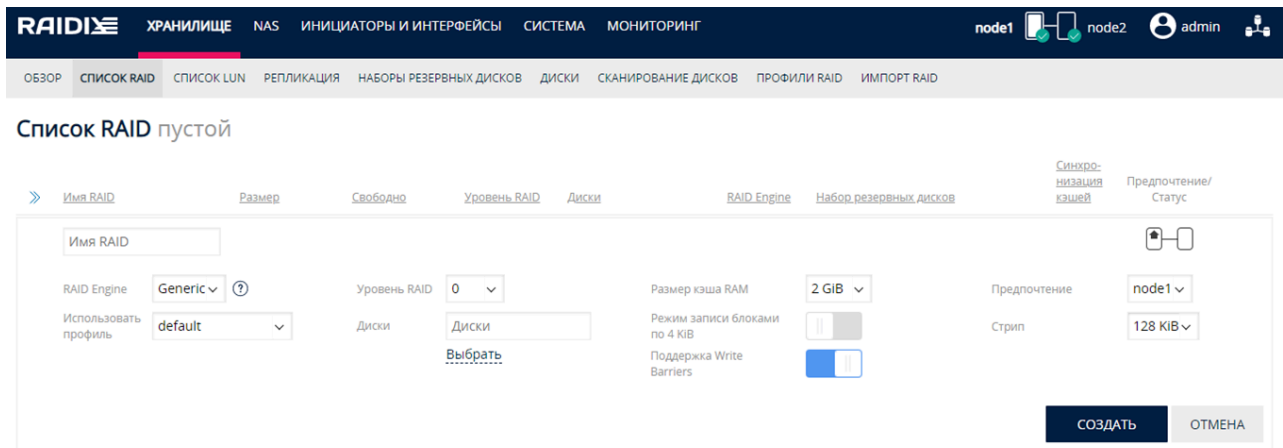 RAIDIX ХРАНИЛИЩЕ NAS ИНИЦИАТОРЫ И ИНТЕРФЕЙСЫ СИСТЕМА МОНИТОРИНГ node1 node2 admin
ОБЗОР СПИСОК RAID СПИСОК LUN РЕПЛИКАЦИЯ НАБОРЫ РЕЗЕРВНЫХ ДИСКОВ ДИСКИ СКАНИРОВАНИЕ ДИСКОВ ПРОФИЛИ RAID ИМПОРТ RAID
Список RAID пустой
Имя RAID Размер Свободно Уровень RAID Диски RAID Engine Набор резервных дисков
Синхро-
низация
кэшей
Предпочтение/
Статус
Имя RAID
RAID Engine Generic ? Уровень RAID 0 Размер кэша RAM 2 GiB Предпочтение node1
Использовать
профиль
default Диски Диски
Режим записи блоками
по 4 KiB
Стрип 128 KiB
Выбрать
Поддержка Write
Barriers
СОЗДАТЬ ОТМЕНА